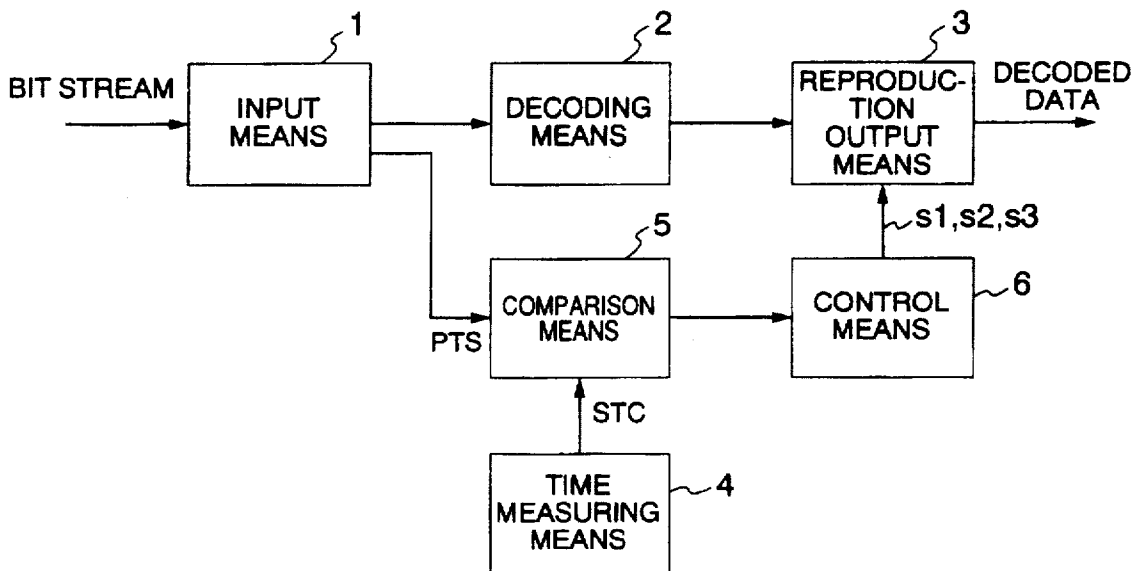 1
2
3
BIT STREAM
INPUT
MEANS
DECODING
MEANS
REPRODUC-
TION
OUTPUT
MEANS
DECODED
DATA
s1,s2,s3
5
COMPARISON
MEANS
PTS
CONTROL
MEANS
6
STC
TIME
MEASURING
MEANS
4